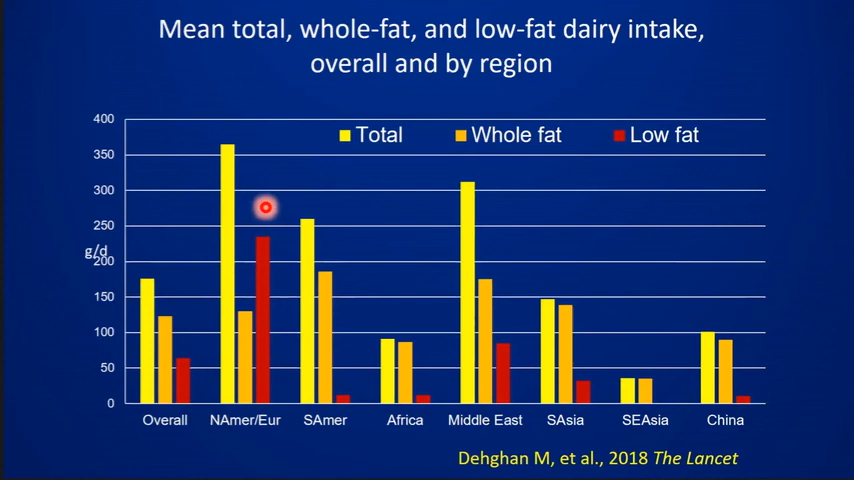 Mean total, whole-fat, and low-fat dairy intake,
overall and by region
400
350
300
250
200
150
100
50
0
g/d
Total
Whole fat
Low fat
Overall
NAmer/Eur
SAmer
Africa
Middle East
SAsia
SEAsia
China
Dehghan M, et al., 2018 The Lancet